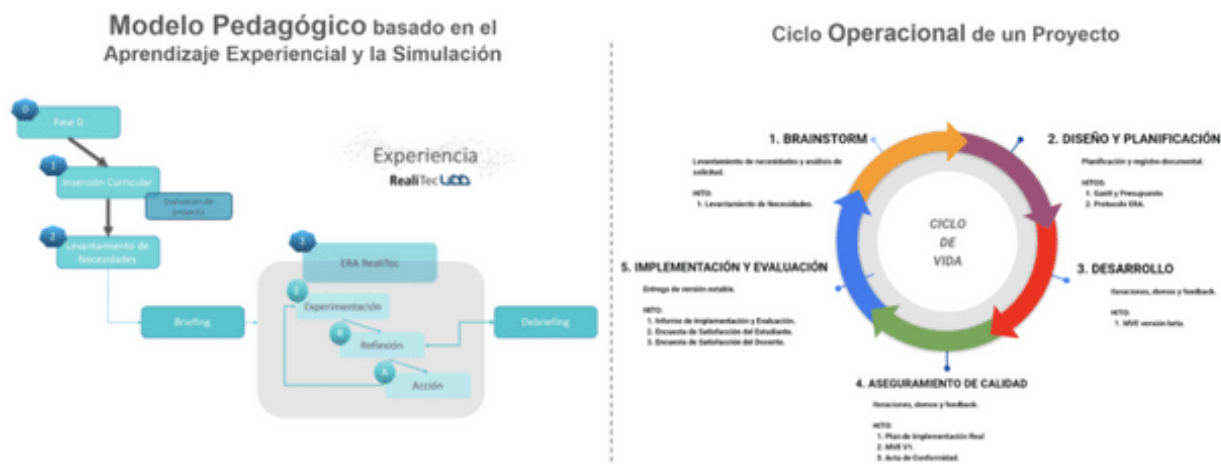 Modelo Pedagógico basado en el
Aprendizaje Experiencial y la Simulación
0
Fase 0
1
Inserción Curricular
Evaluación de
proyecto
2
Levantamiento de
Necesidades
Experiencia
RealiTec UDD
3
ERA RealiTec
Briefing
E
Experimentación
R
Reflexión
A
Acción
Debriefing
Ciclo Operacional de un Proyecto
1. BRAINSTORM
Levantamiento de necesidades y análisis de
solicitud.
HITO:
1. Levantamiento de Necesidades.
2. DISEÑO Y PLANIFICACIÓN
Planificación y registro documental.
HITOS:
1. Gantt y Presupuesto
2. Protocolo ERA.
CICLO
DE
VIDA
3. DESARROLLO
Iteraciones, demos y feedback.
HITO:
1. MVE versión beta.
4. ASEGURAMIENTO DE CALIDAD
Iteraciones, demos y feedback.
HITO:
1. Plan de Implementación Real
2. MVE V1.
3. Acta de Conformidad.
5. IMPLEMENTACIÓN Y EVALUACIÓN
Entrega de versión estable.
HITO:
1. Informe de Implementación y Evaluación.
2. Encuesta de Satisfacción del Estudiante.
3. Encuesta de Satisfacción del Docente.